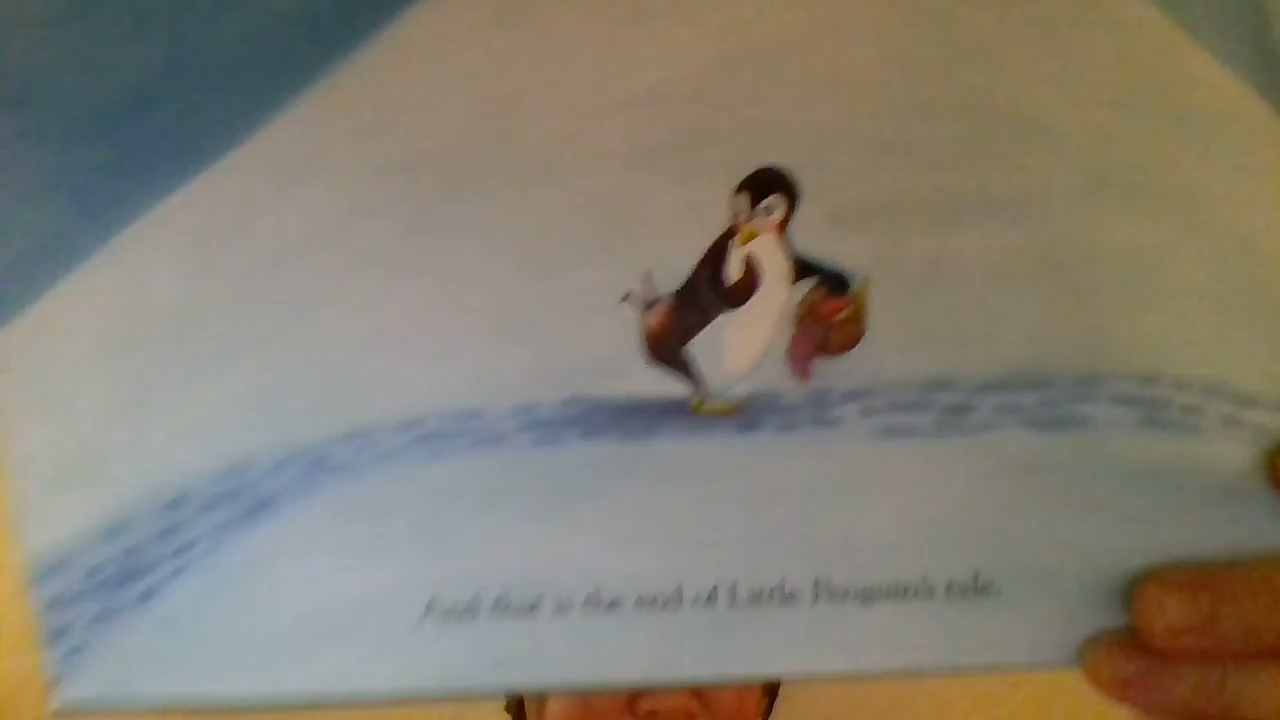 And that is the end of Little Penguin's tale.